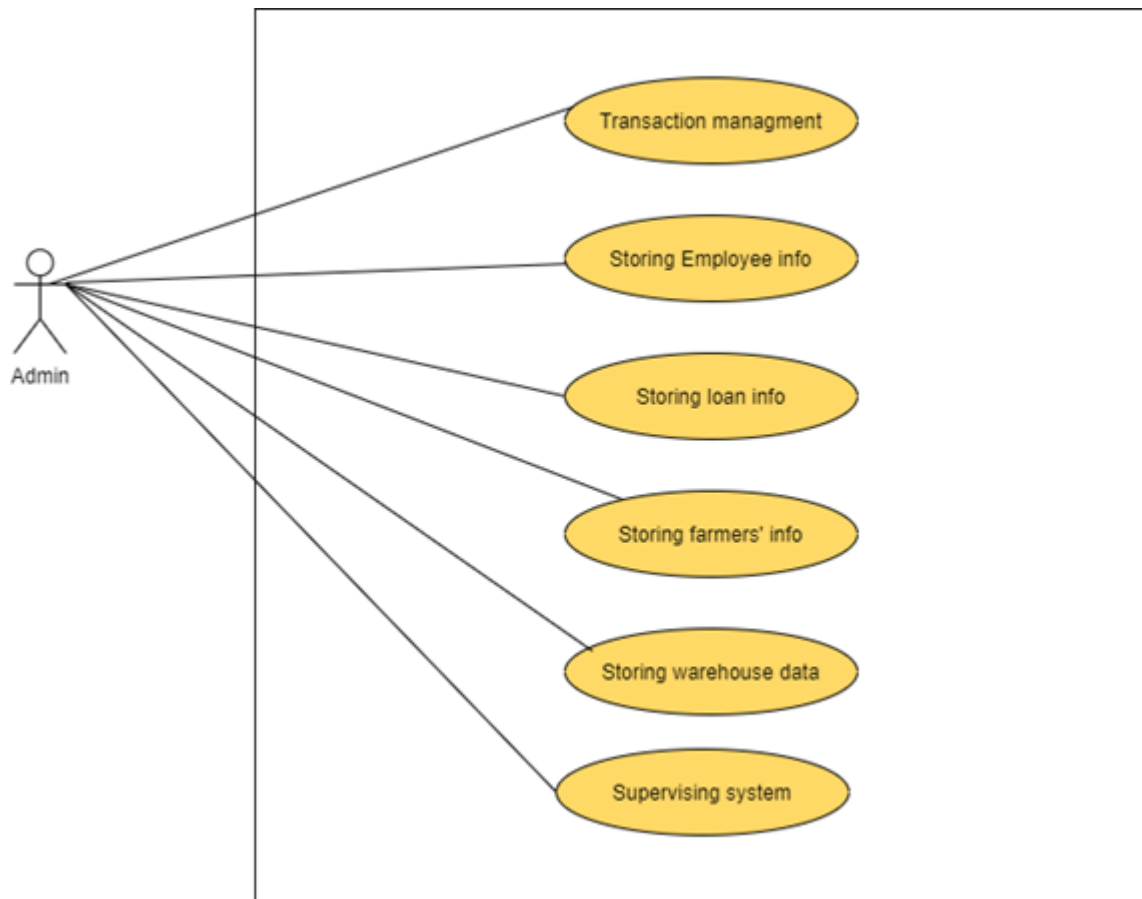 Transaction managment
Storing Employee info
Admin
Storing loan info
Storing farmers' info
Storing warehouse data
Supervising system